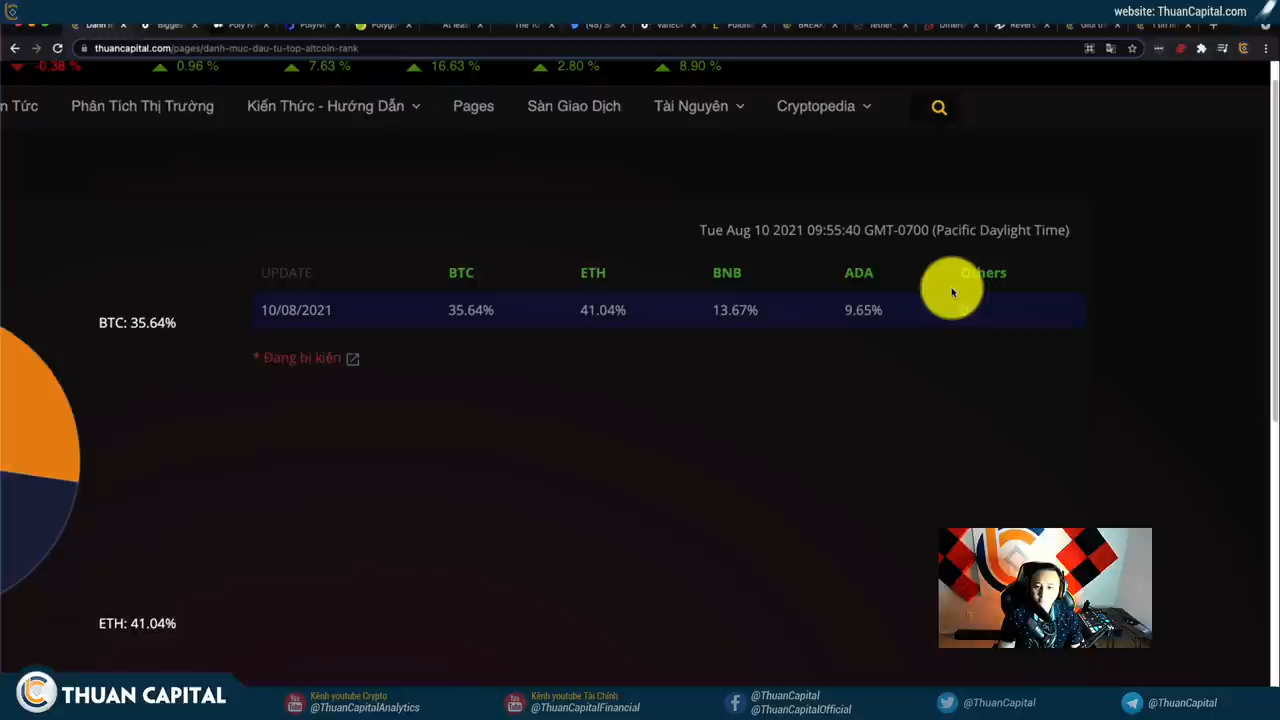 website: ThuanCapital.com
thuancapital.com/pages/danh-muc-dau-tu-top-altcoin-rank
-0.38 % 0.96 % 7.63 % 16.63 % 2.80 % 8.90 %
n Tức Phân Tích Thị Trường Kiến Thức - Hướng Dẫn Pages Sàn Giao Dịch Tài Nguyên Cryptopedia
Tue Aug 10 2021 09:55:40 GMT-0700 (Pacific Daylight Time)
UPDATE BTC ETH BNB ADA Others
10/08/2021 35.64% 41.04% 13.67% 9.65%
BTC: 35.64%
* Đang bị kiện
ETH: 41.04%
THUAN CAPITAL
Kênh youtube Crypto
@ThuanCapitalAnalytics
Kênh youtube Tài Chính
@ThuanCapitalFinancial
@ThuanCapital
@ThuanCapitalOfficial
@ThuanCapital
@ThuanCapital